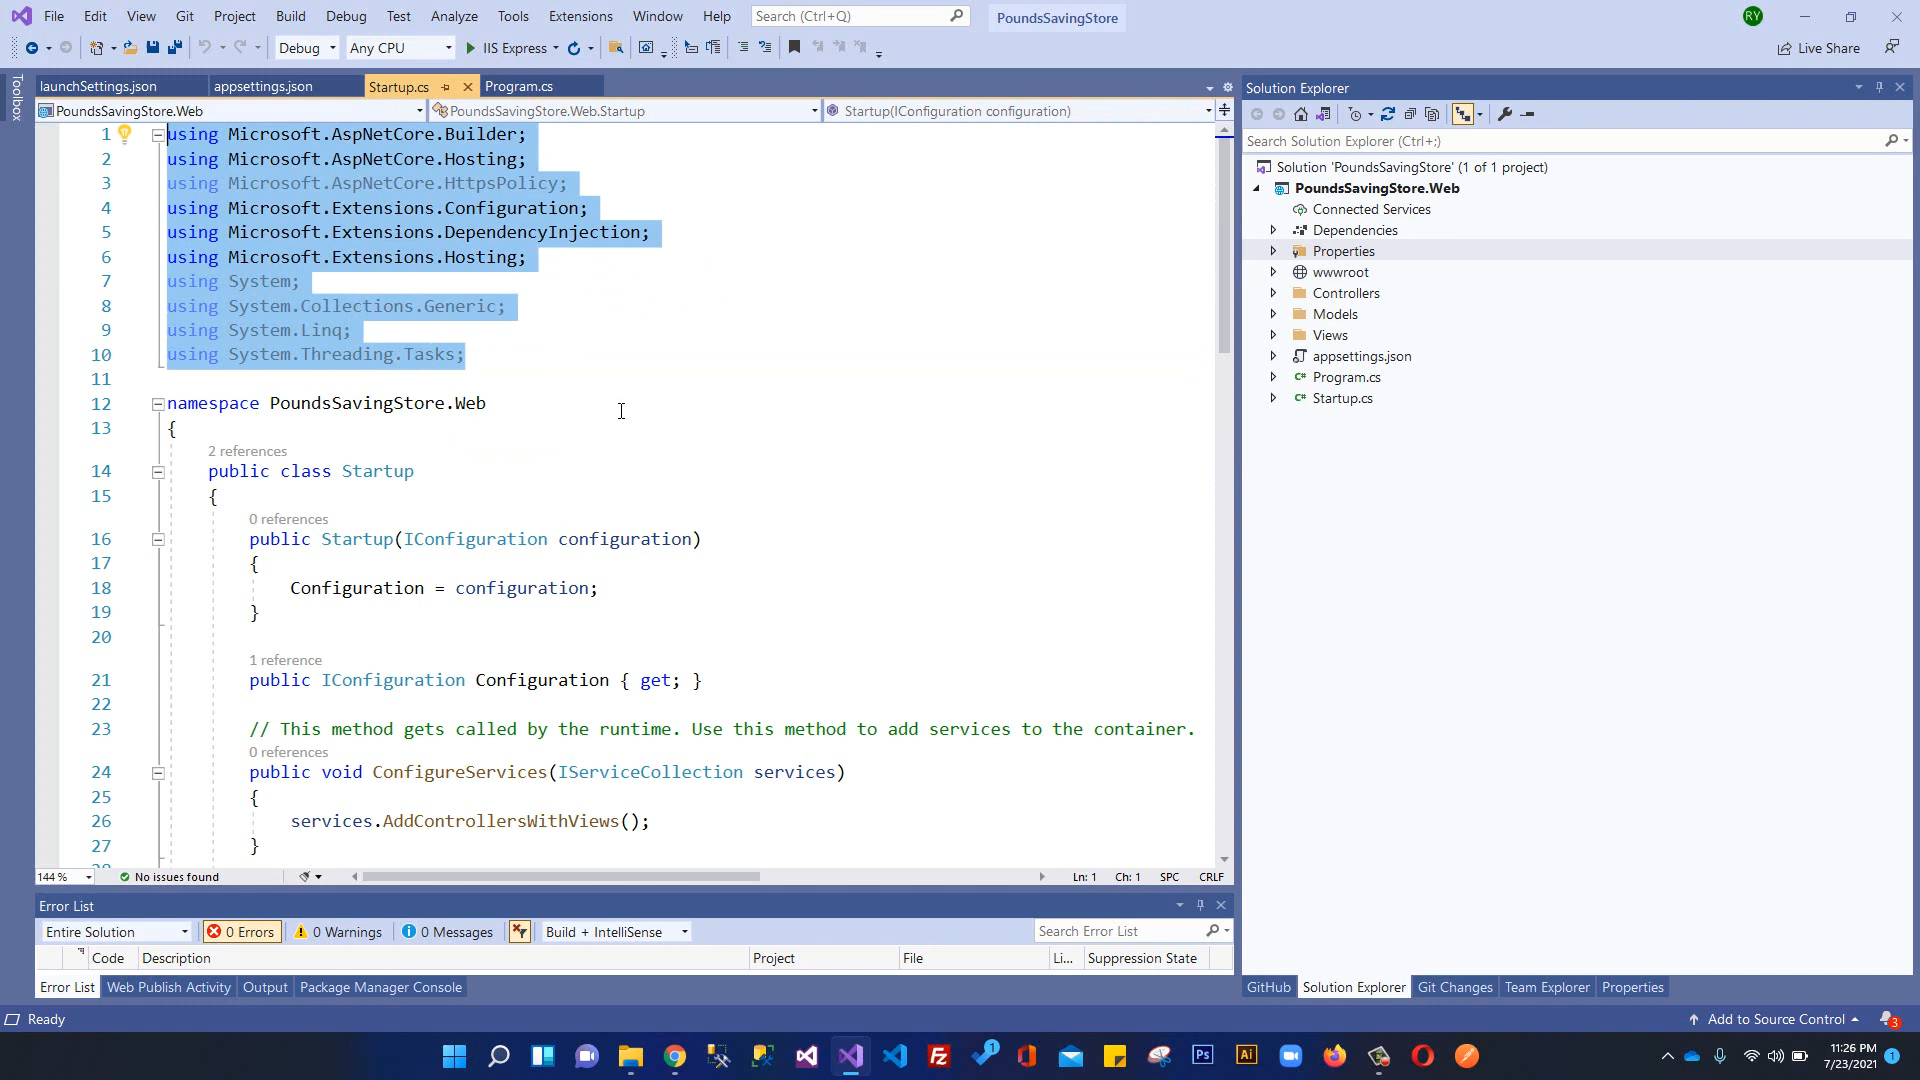 File Edit View Git Project Build Debug Test Analyze Tools Extensions Window Help Search (Ctrl+Q) PoundsSavingStore RY
Debug Any CPU IIS Express Live Share
Toolbox
launchSettings.json appsettings.json Startup.cs Program.cs
PoundsSavingStore.Web PoundsSavingStore.Web.Startup Startup(IConfiguration configuration)
1 using Microsoft.AspNetCore.Builder;
2 using Microsoft.AspNetCore.Hosting;
3 using Microsoft.AspNetCore.HttpsPolicy;
4 using Microsoft.Extensions.Configuration;
5 using Microsoft.Extensions.DependencyInjection;
6 using Microsoft.Extensions.Hosting;
7 using System;
8 using System.Collections.Generic;
9 using System.Linq;
10 using System.Threading.Tasks;
11
12 namespace PoundsSavingStore.Web
13 {
2 references
14 public class Startup
15 {
0 references
16 public Startup(IConfiguration configuration)
17 {
18 Configuration = configuration;
19 }
20
1 reference
21 public IConfiguration Configuration { get; }
22
23 // This method gets called by the runtime. Use this method to add services to the container.
0 references
24 public void ConfigureServices(IServiceCollection services)
25 {
26 services.AddControllersWithViews();
27 }
144 % No issues found Ln: 1 Ch: 1 SPC CRLF
Error List
Entire Solution 0 Errors 0 Warnings 0 Messages Build + IntelliSense Search Error List
Code Description Project File Li... Suppression State
Error List Web Publish Activity Output Package Manager Console
Solution Explorer
Search Solution Explorer (Ctrl+;)
Solution 'PoundsSavingStore' (1 of 1 project)
PoundsSavingStore.Web
Connected Services
Dependencies
Properties
wwwroot
Controllers
Models
Views
appsettings.json
C# Program.cs
C# Startup.cs
GitHub Solution Explorer Git Changes Team Explorer Properties
Ready Add to Source Control 3
1 Ps Ai 11:26 PM
7/23/2021 1